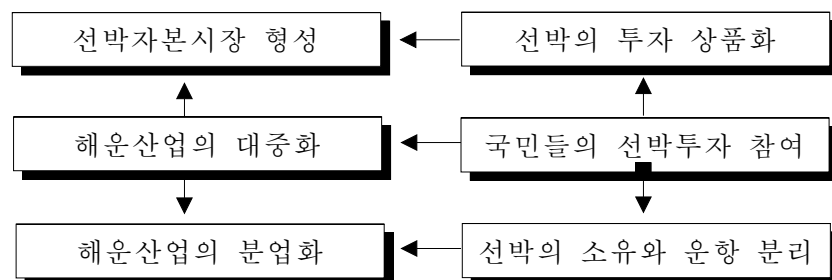 선박자본시장 형성
선박의 투자 상품화
해운산업의 대중화
국민들의 선박투자 참여
해운산업의 분업화
선박의 소유와 운항 분리